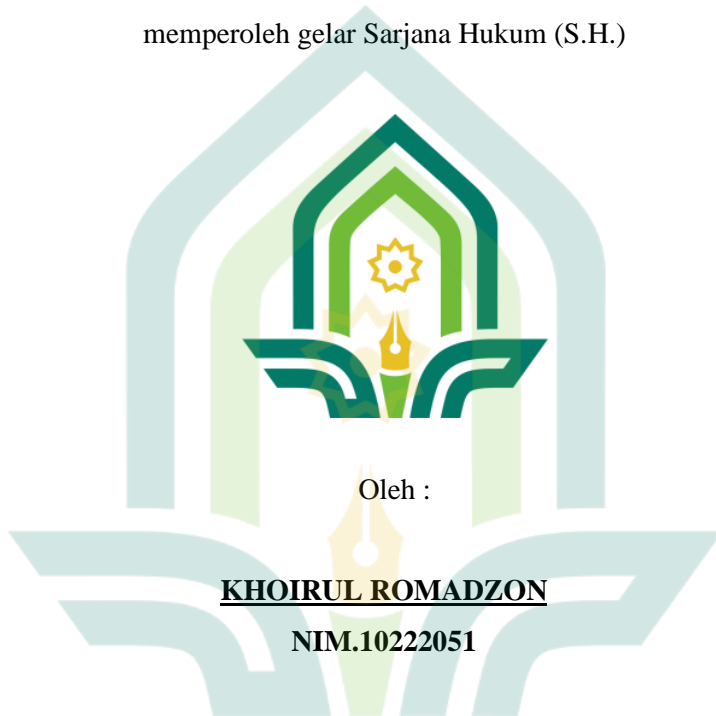 memperoleh gelar Sarjana Hukum (S.H.)
Oleh :
KHOIRUL ROMADZON
NIM.10222051